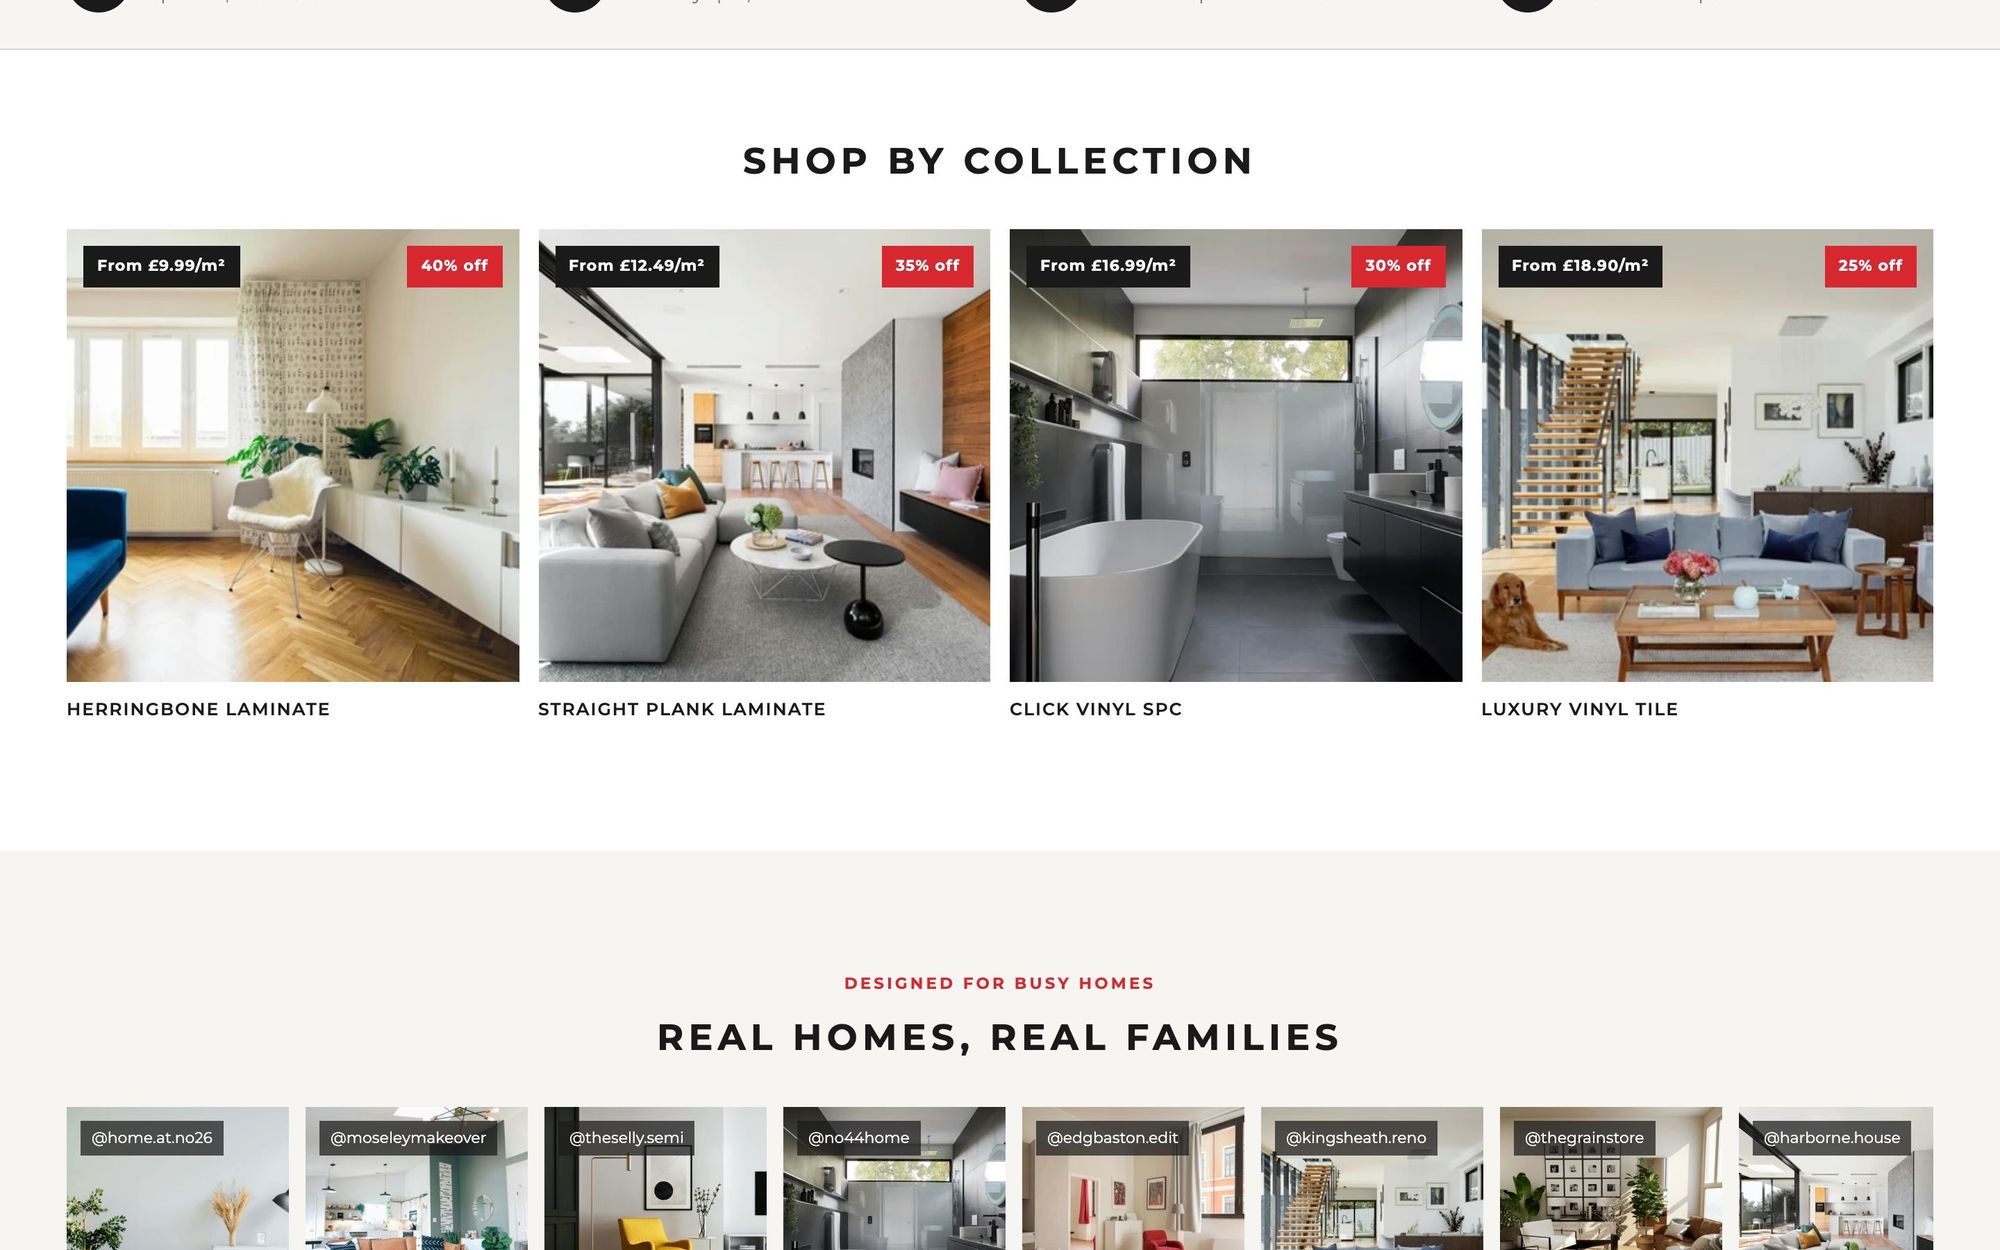 SHOP BY COLLECTION
From £9.99/m²
40% off
From £12.49/m²
35% off
From £16.99/m²
30% off
From £18.90/m²
25% off
HERRINGBONE LAMINATE
STRAIGHT PLANK LAMINATE
CLICK VINYL SPC
LUXURY VINYL TILE
DESIGNED FOR BUSY HOMES
REAL HOMES, REAL FAMILIES
@home.at.no26
@moseleymakeover
@theselly.semi
@no44home
@edgbaston.edit
@kingsheath.reno
@thegrainstore
@harborne.house